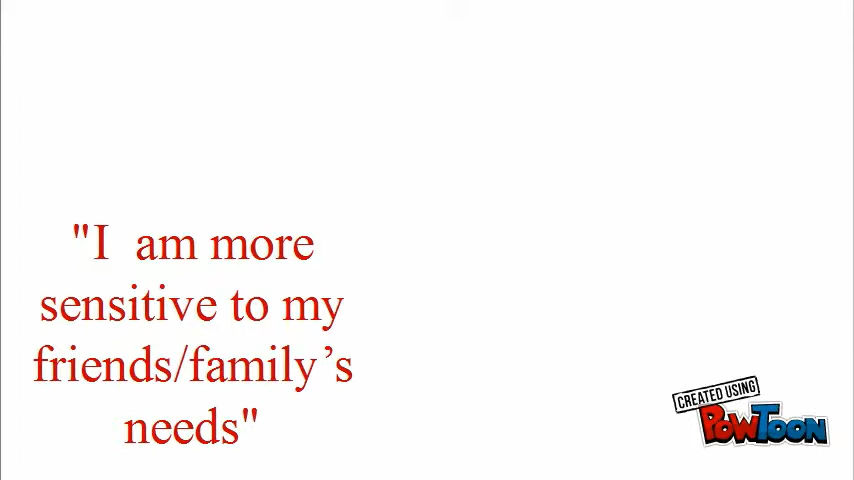 "I  am more
sensitive to my
friends/family’s
needs"
CREATED USING
POWTOON